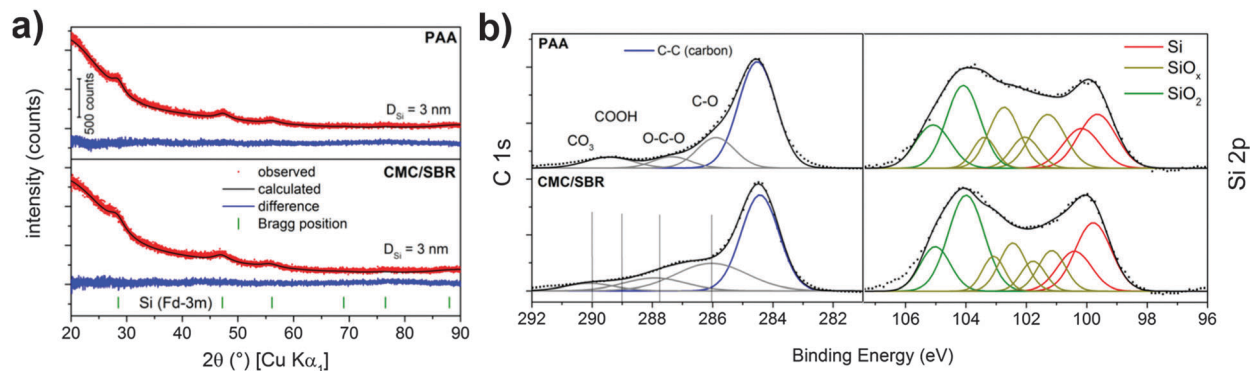 a)
PAA
500 counts
D_Si = 3 nm
CMC/SBR
observed
calculated
difference
Bragg position
D_Si = 3 nm
Si (Fd-3m)
intensity (counts)
20 30 40 50 60 70 80 90
2θ (°) [Cu Kα₁]
b)
PAA
C-C (carbon)
C-O
COOH
O-C-O
CO₃
CMC/SBR
C 1s
292 290 288 286 284 282
Si
SiOₓ
SiO₂
Si 2p
106 104 102 100 98 96
Binding Energy (eV)